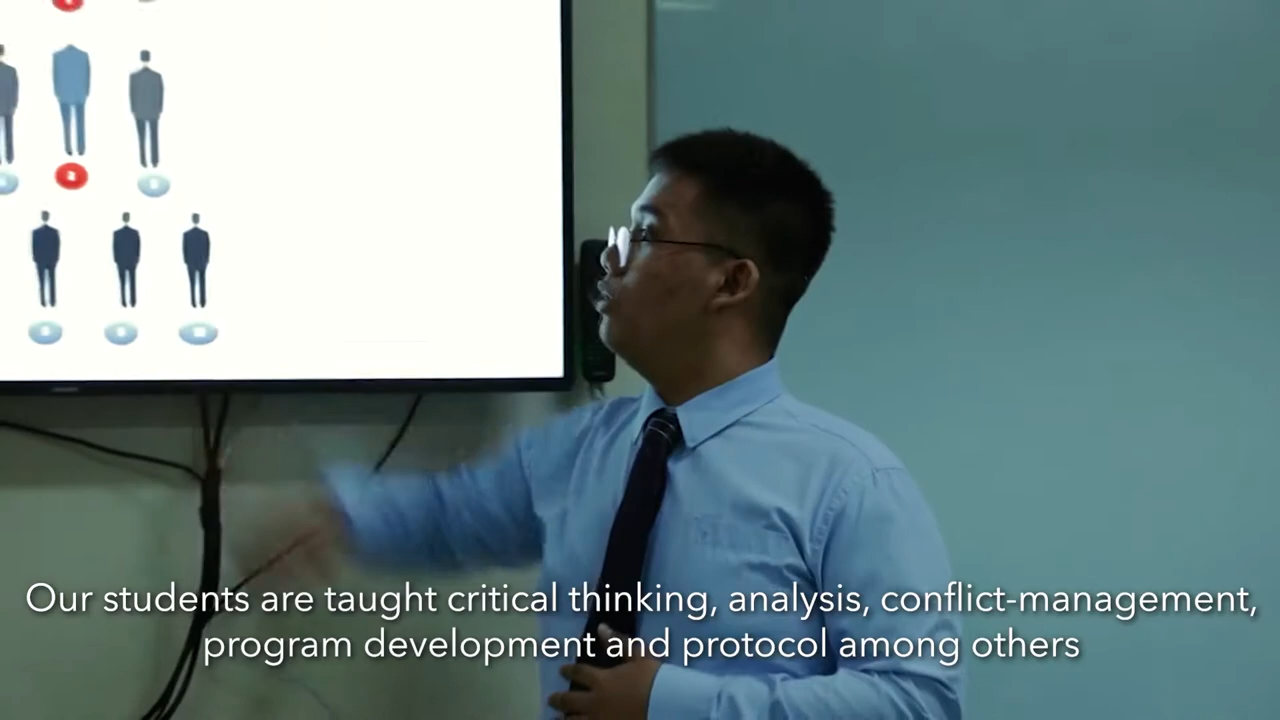 Our students are taught critical thinking, analysis, conflict-management,
program development and protocol among others